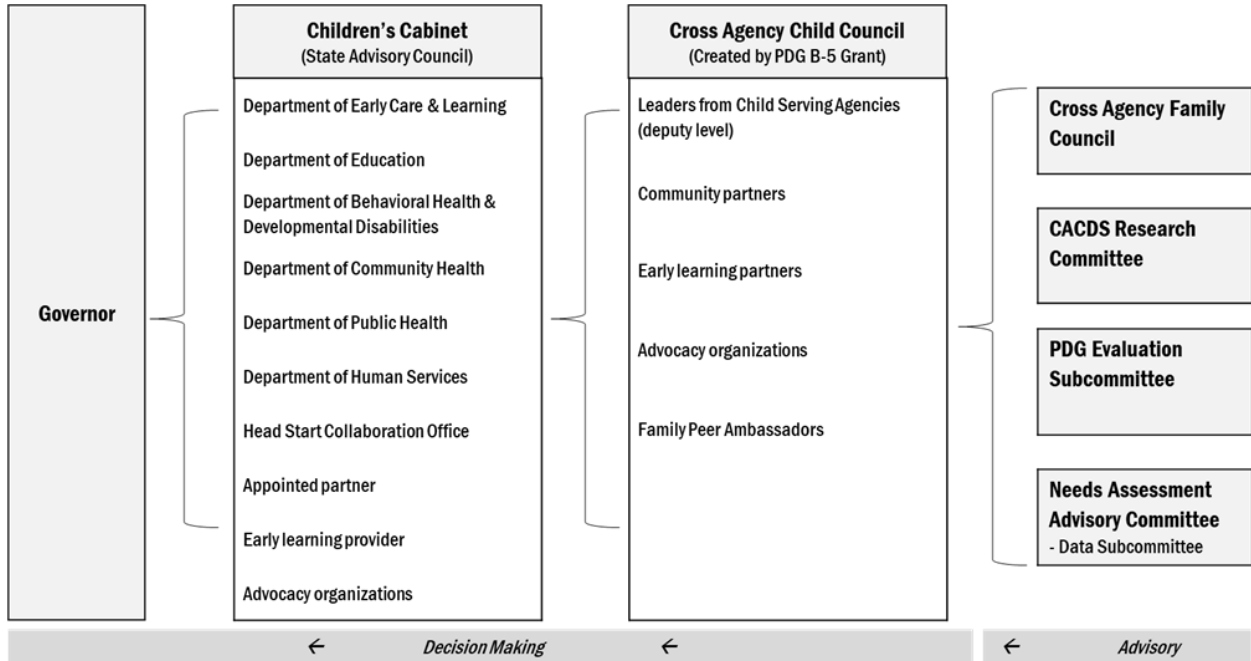 Governor
Children's Cabinet
(State Advisory Council)
Department of Early Care & Learning
Department of Education
Department of Behavioral Health &
Developmental Disabilities
Department of Community Health
Department of Public Health
Department of Human Services
Head Start Collaboration Office
Appointed partner
Early learning provider
Advocacy organizations
Cross Agency Child Council
(Created by PDG B-5 Grant)
Leaders from Child Serving Agencies
(deputy level)
Community partners
Early learning partners
Advocacy organizations
Family Peer Ambassadors
Cross Agency Family
Council
CACDS Research
Committee
PDG Evaluation
Subcommittee
Needs Assessment
Advisory Committee
- Data Subcommittee
← Decision Making ← ← Advisory